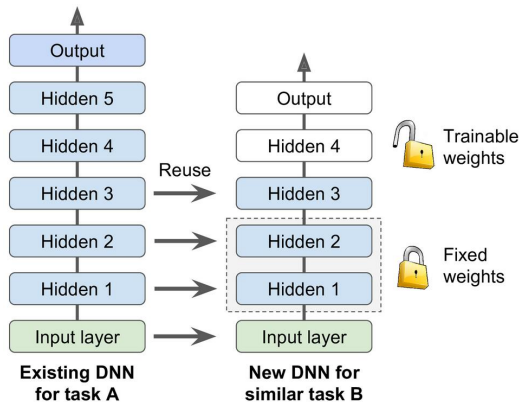 Output
Hidden 5
Hidden 4
Hidden 3
Hidden 2
Hidden 1
Input layer
Existing DNN
for task A
Reuse
Output
Hidden 4
Hidden 3
Hidden 2
Hidden 1
Input layer
New DNN for
similar task B
Trainable
weights
Fixed
weights